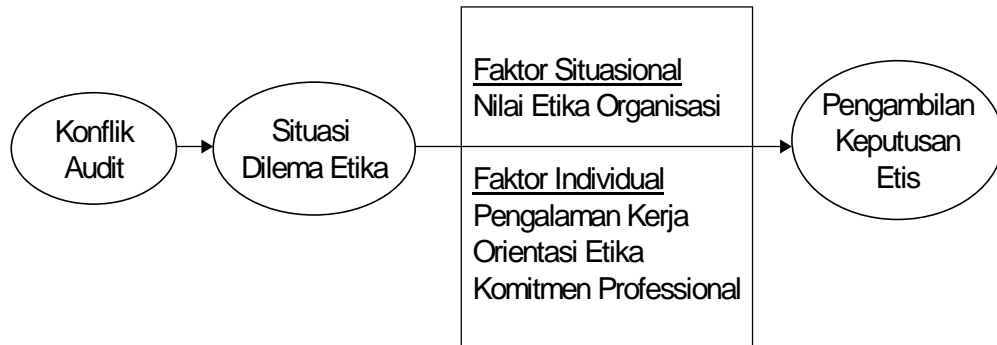 Konflik
Audit
Situasi
Dilema Etika
Faktor Situasional
Nilai Etika Organisasi
Faktor Individual
Pengalaman Kerja
Orientasi Etika
Komitmen Professional
Pengambilan
Keputusan
Etis